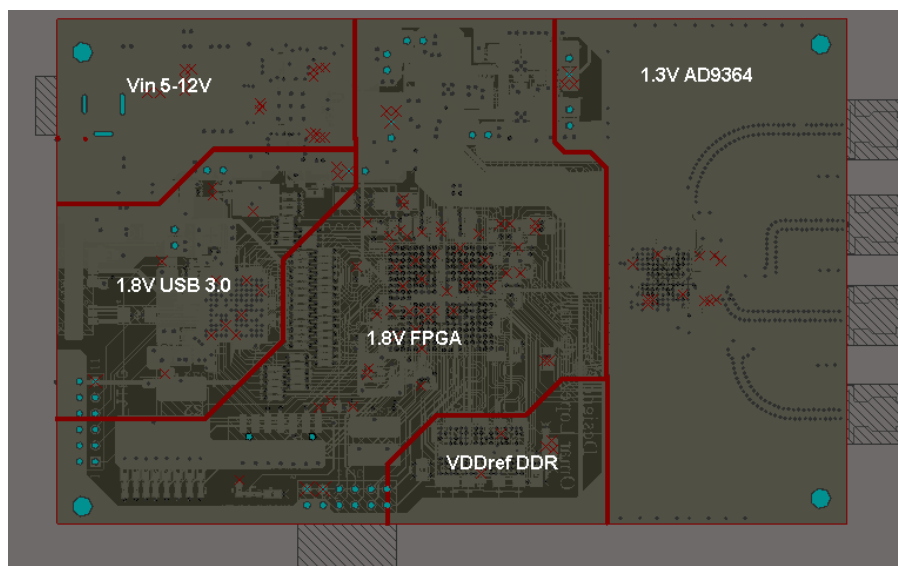 Vin 5-12V
1.3V AD9364
1.8V USB 3.0
1.8V FPGA
VDDref DDR